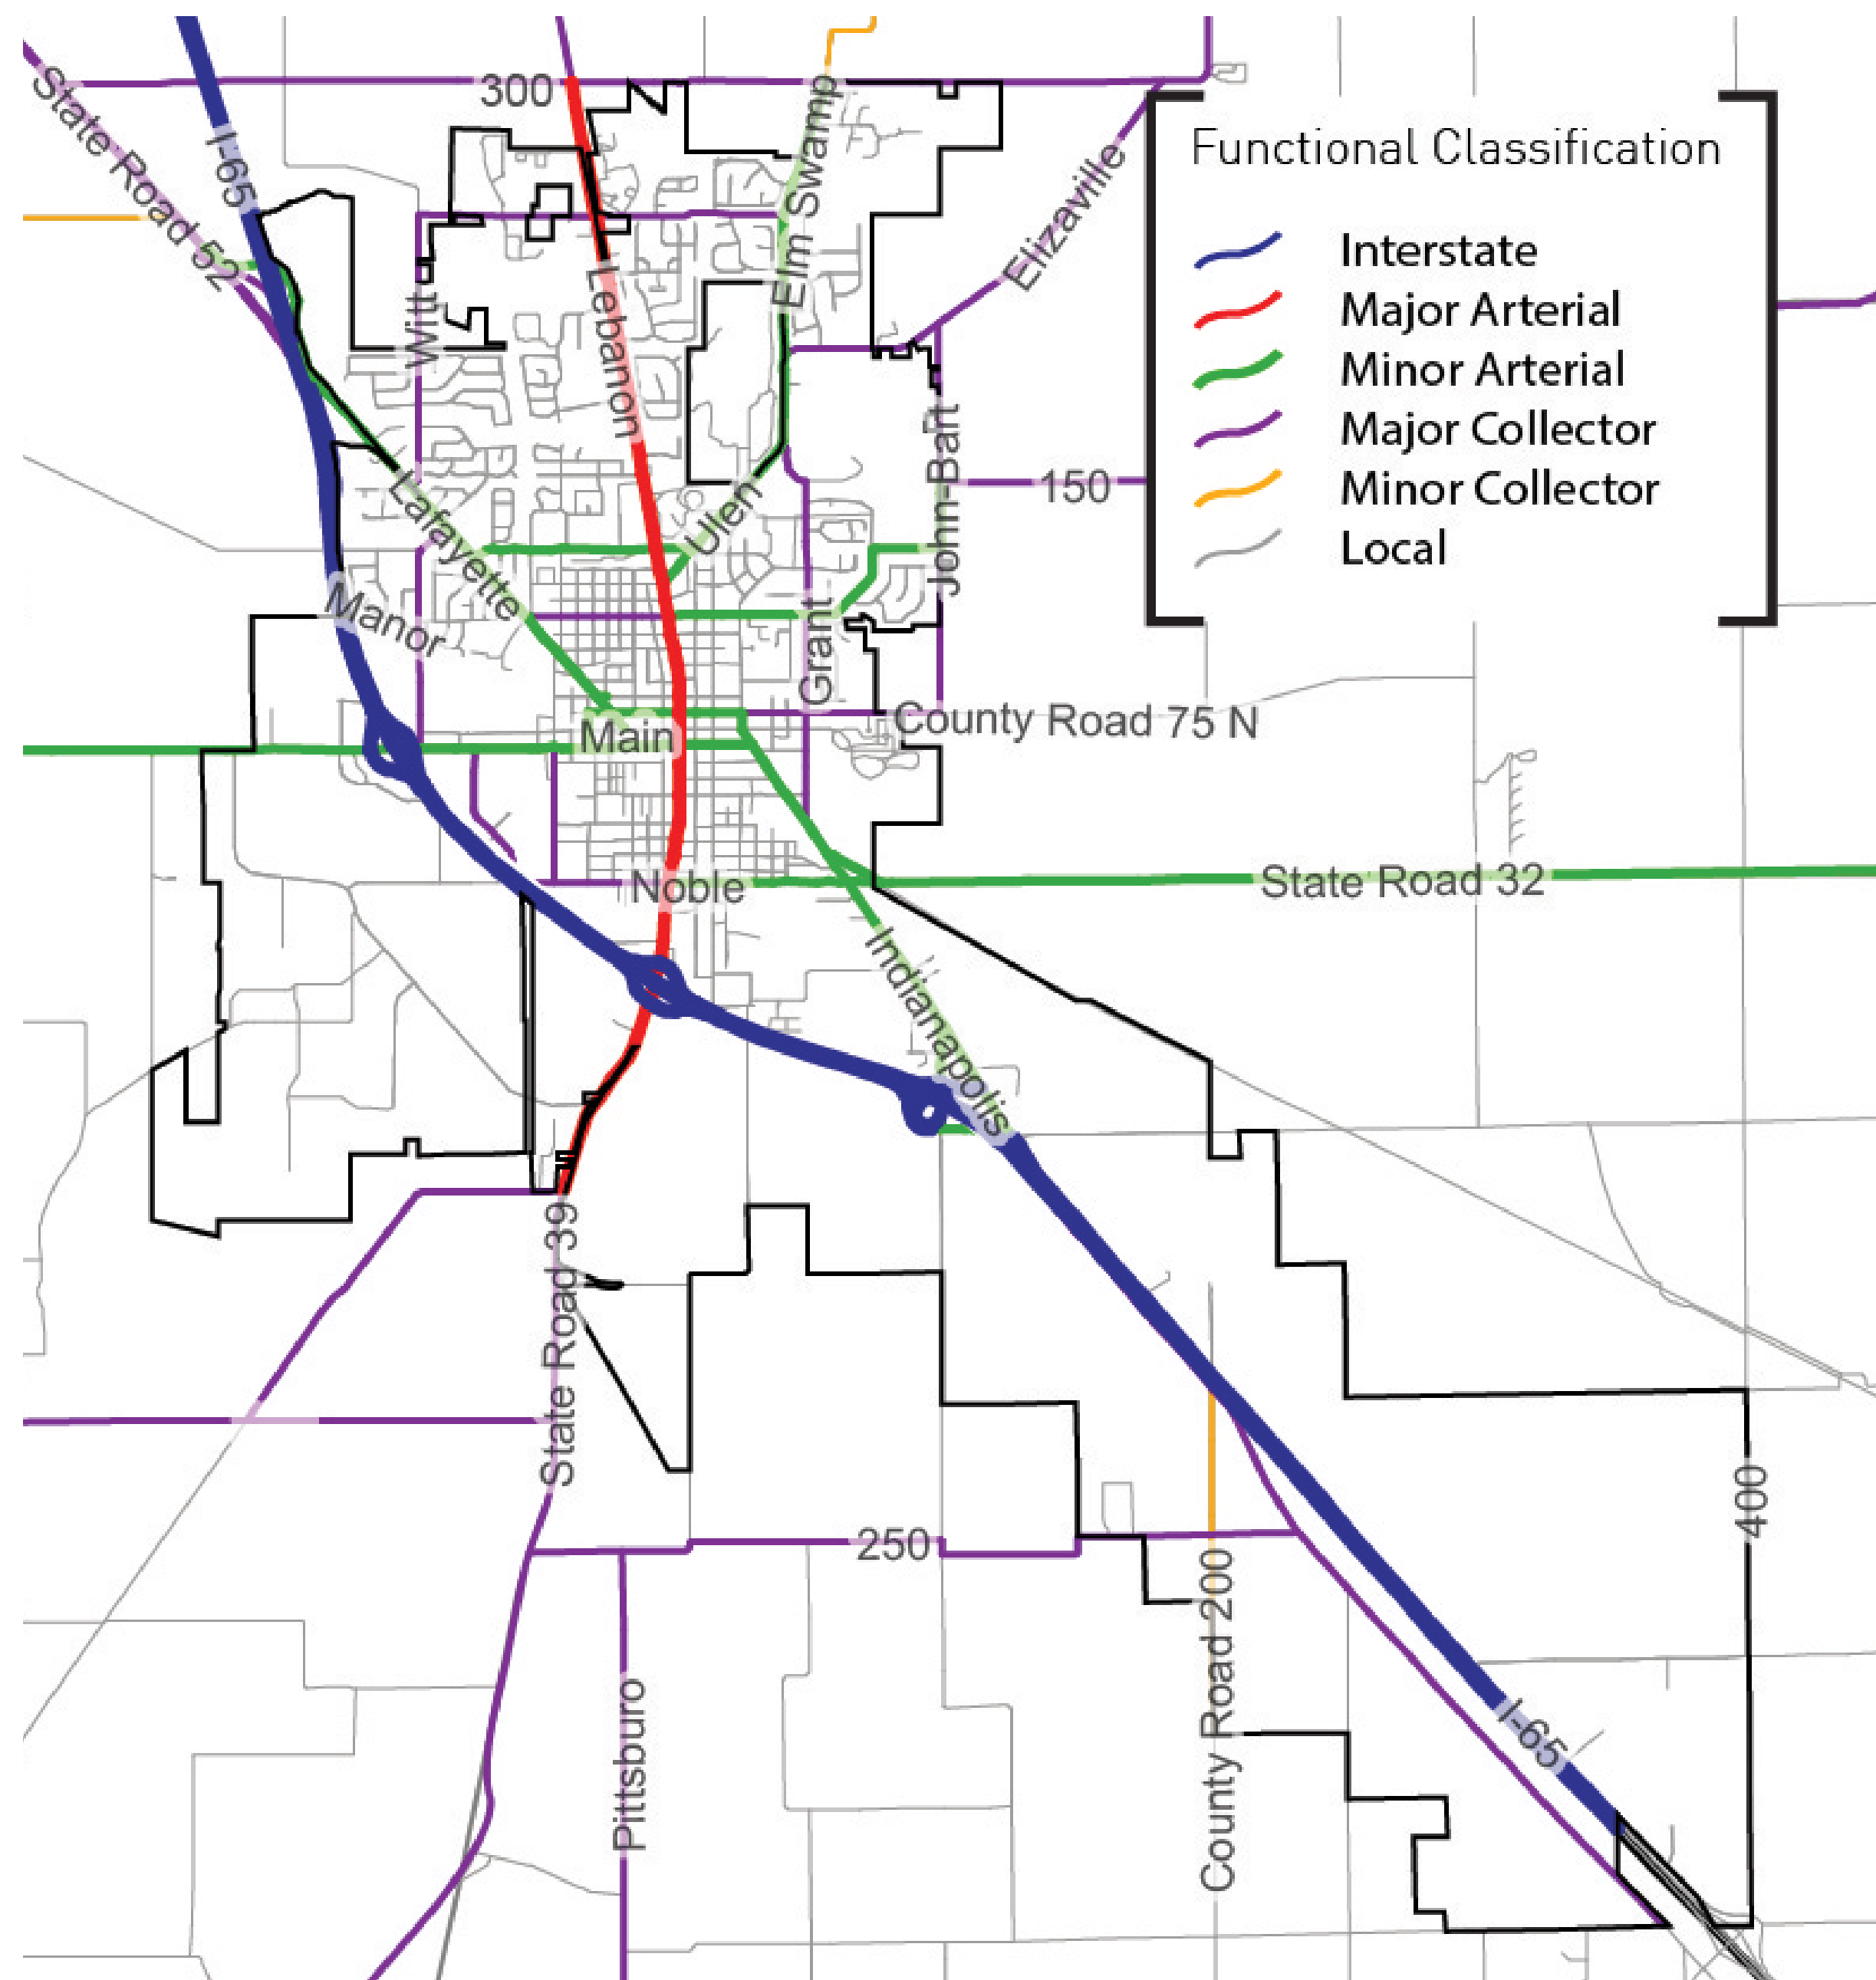 300
State Road 52
I-65
Elm Swamp
Elizaville
Functional Classification
Interstate
Major Arterial
Minor Arterial
Major Collector
Minor Collector
Local
Witt
Lebanon
John-Bart
150
Ulen
Lafayette
Manor
Grant
County Road 75 N
Main
Noble
State Road 32
Indianapolis
State Road 39
400
250
County Road 200
Pittsburo
I-65